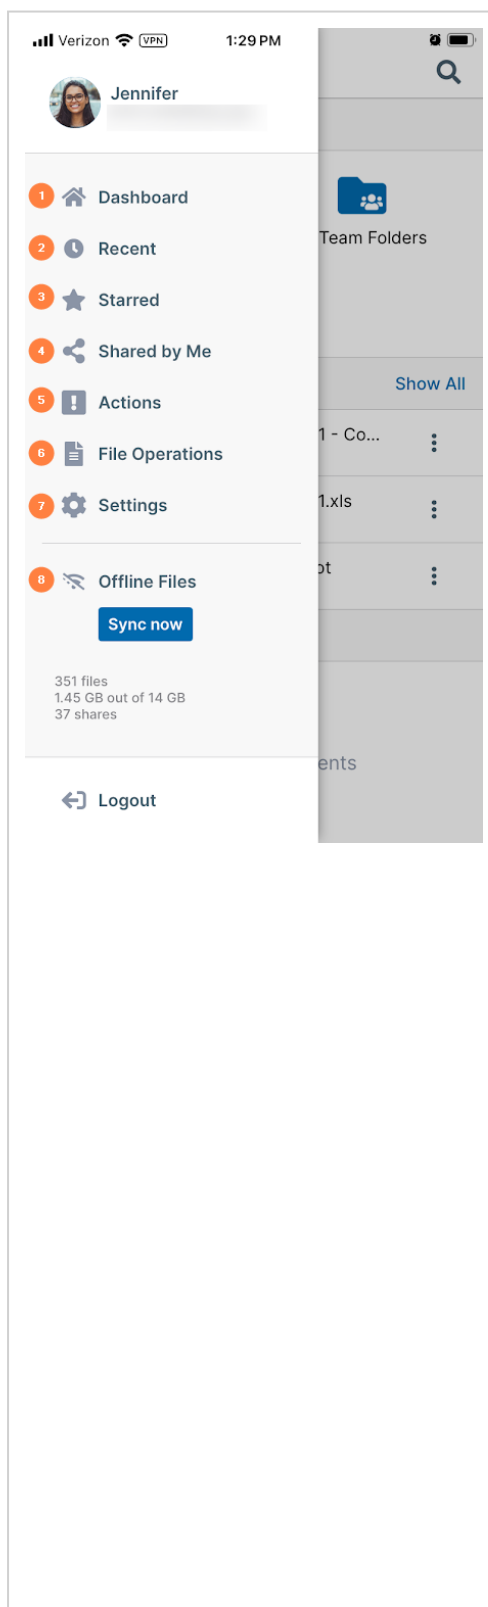 Verizon VPN 1:29 PM
Jennifer
1 Dashboard
2 Recent
3 Starred
4 Shared by Me
5 Actions
6 File Operations
7 Settings
8 Offline Files
Sync now
351 files
1.45 GB out of 14 GB
37 shares
Logout
Team Folders
Show All
1 - Co...
1.xls
ot
ents